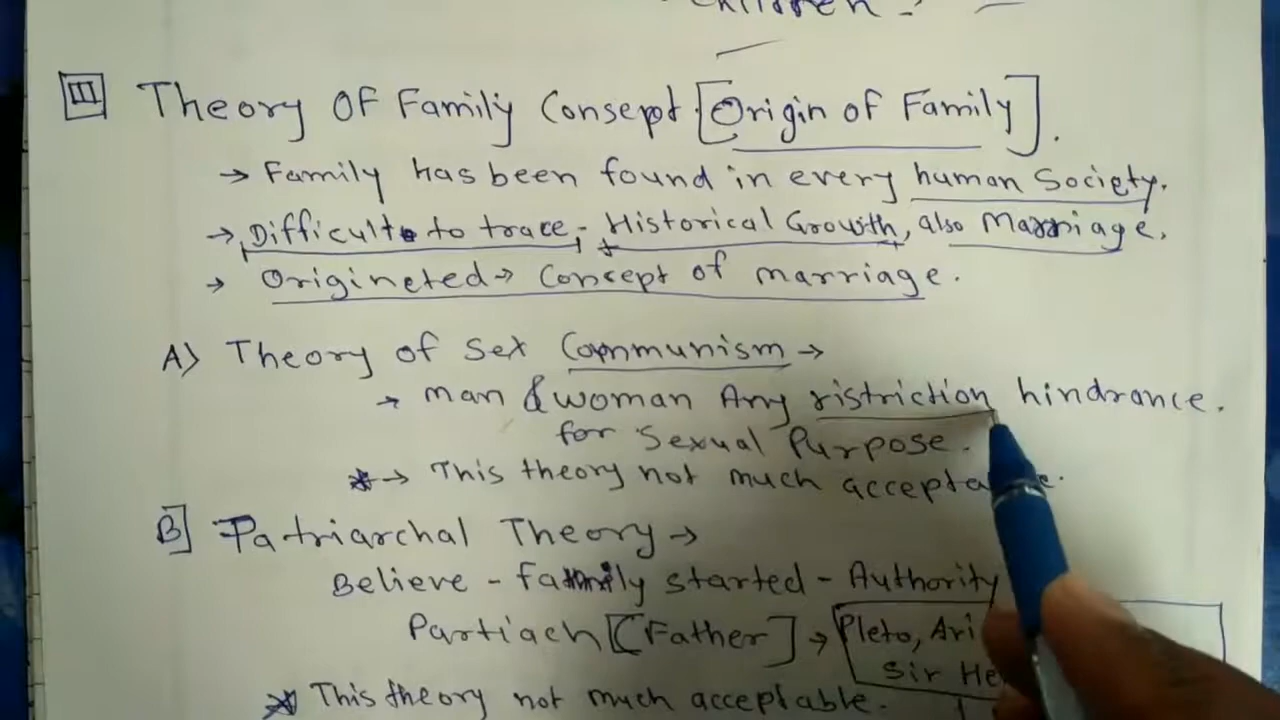 Children.
III Theory OF Family Consept [Origin of Family].
→ Family has been found in every human Society.
→ Difficult to trace, Historical Growth, also Marriage.
→ Origineted → Concept of marriage.
A) Theory of Sex Communism →
→ man & woman Any ristriction hindrance.
for Sexual Purpose.
* → This theory not much
B] Patriarchal Theory →
Believe - family started - Authority
Partiach [Father] → Pleto,
Sir
* This theory not much acceptable.